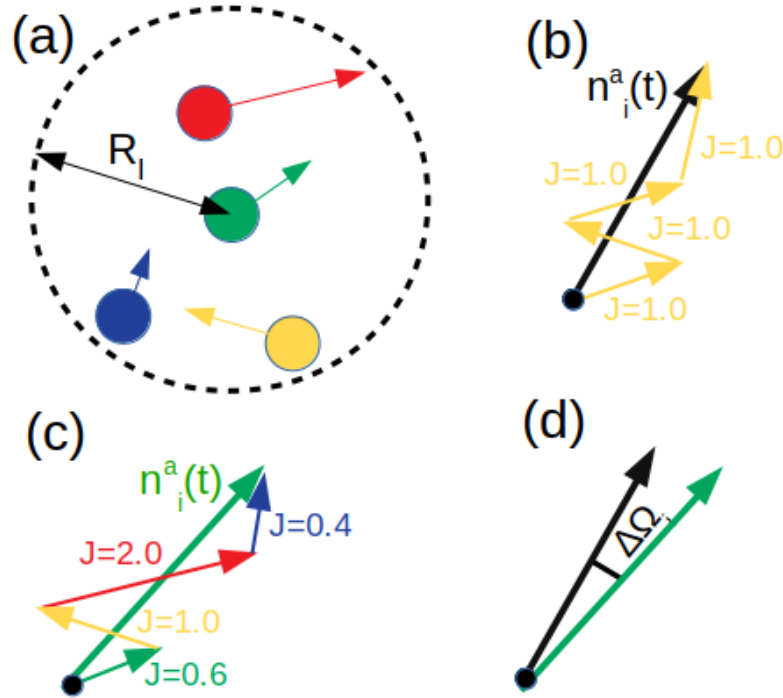 (a)
R_I
(b)
n^a_i(t)
J=1.0
J=1.0
J=1.0
J=1.0
(c)
n^a_i(t)
J=0.4
J=2.0
J=1.0
J=0.6
(d)
ΔΩ_i